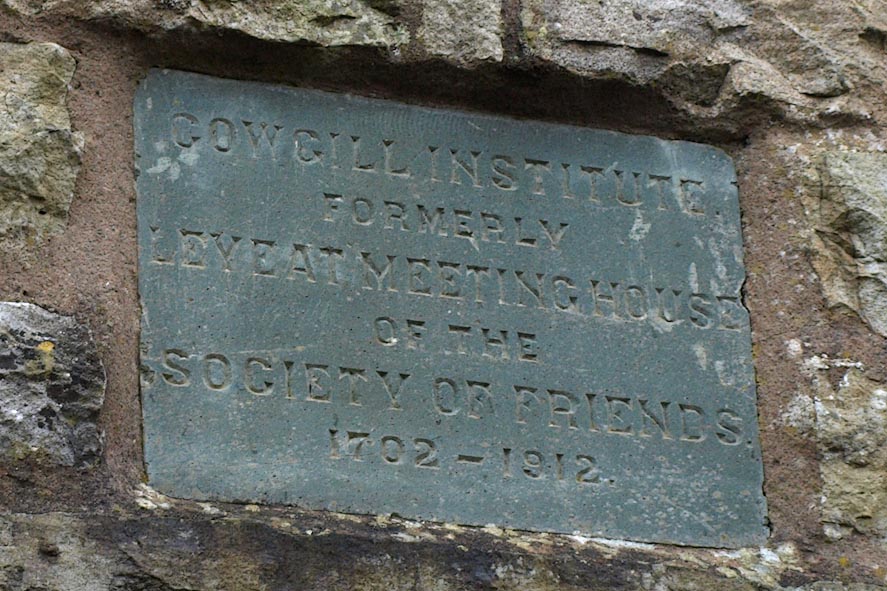 COWGILL INSTITUTE.
FORMERLY
LEYEAT MEETING HOUSE
OF THE
SOCIETY OF FRIENDS.
1702-1912.